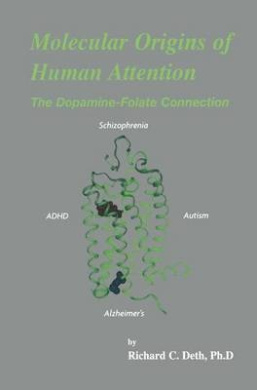 Molecular Origins of
Human Attention
The Dopamine-Folate Connection
Schizophrenia
ADHD
Autism
Alzheimer's
by
Richard C. Deth, Ph.D